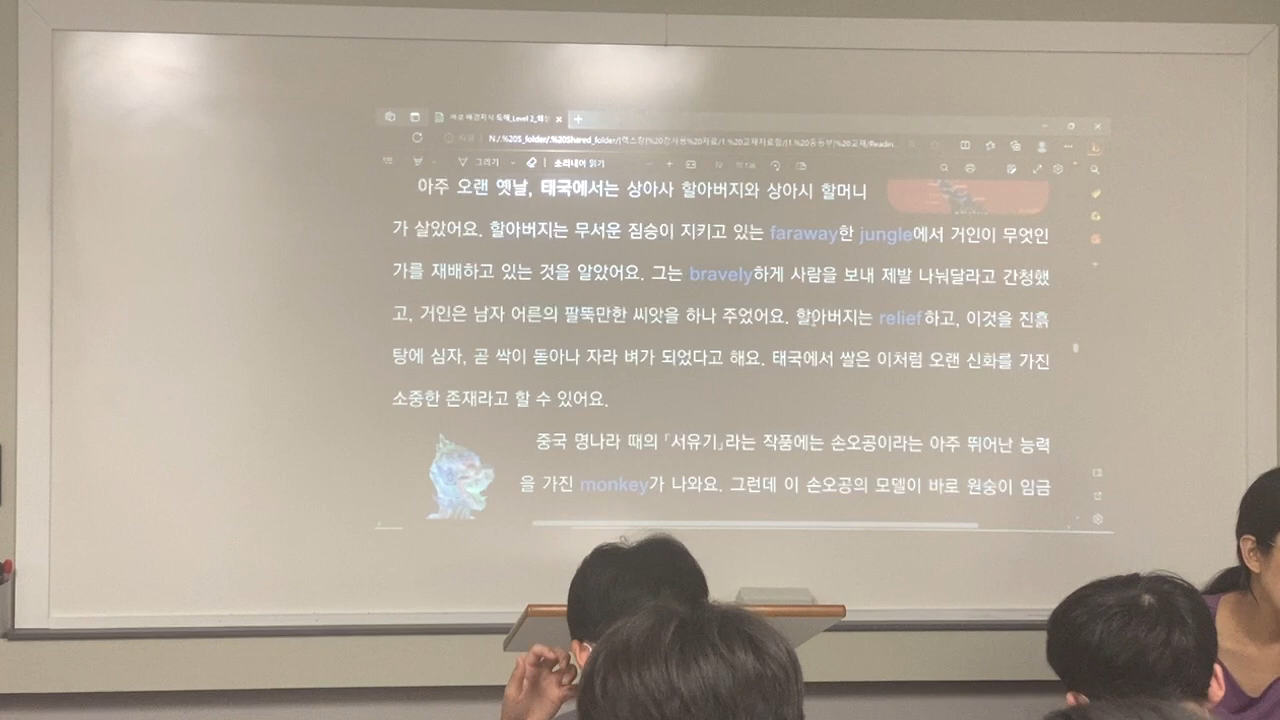 Level 2
그리기
소리내어 읽기
아주 오랜 옛날, 태국에서는 상아사 할아버지와 상아시 할머니
가 살았어요. 할아버지는 무서운 짐승이 지키고 있는 faraway한 jungle에서 거인이 무엇인
가를 재배하고 있는 것을 알았어요. 그는 bravely하게 사람을 보내 제발 나눠달라고 간청했
고, 거인은 남자 어른의 팔뚝만한 씨앗을 하나 주었어요. 할아버지는 relief하고, 이것을 진흙
탕에 심자, 곧 싹이 돋아나 자라 벼가 되었다고 해요. 태국에서 쌀은 이처럼 오랜 신화를 가진
소중한 존재라고 할 수 있어요.
중국 명나라 때의 「서유기」라는 작품에는 손오공이라는 아주 뛰어난 능력
을 가진 monkey가 나와요. 그런데 이 손오공의 모델이 바로 원숭이 임금